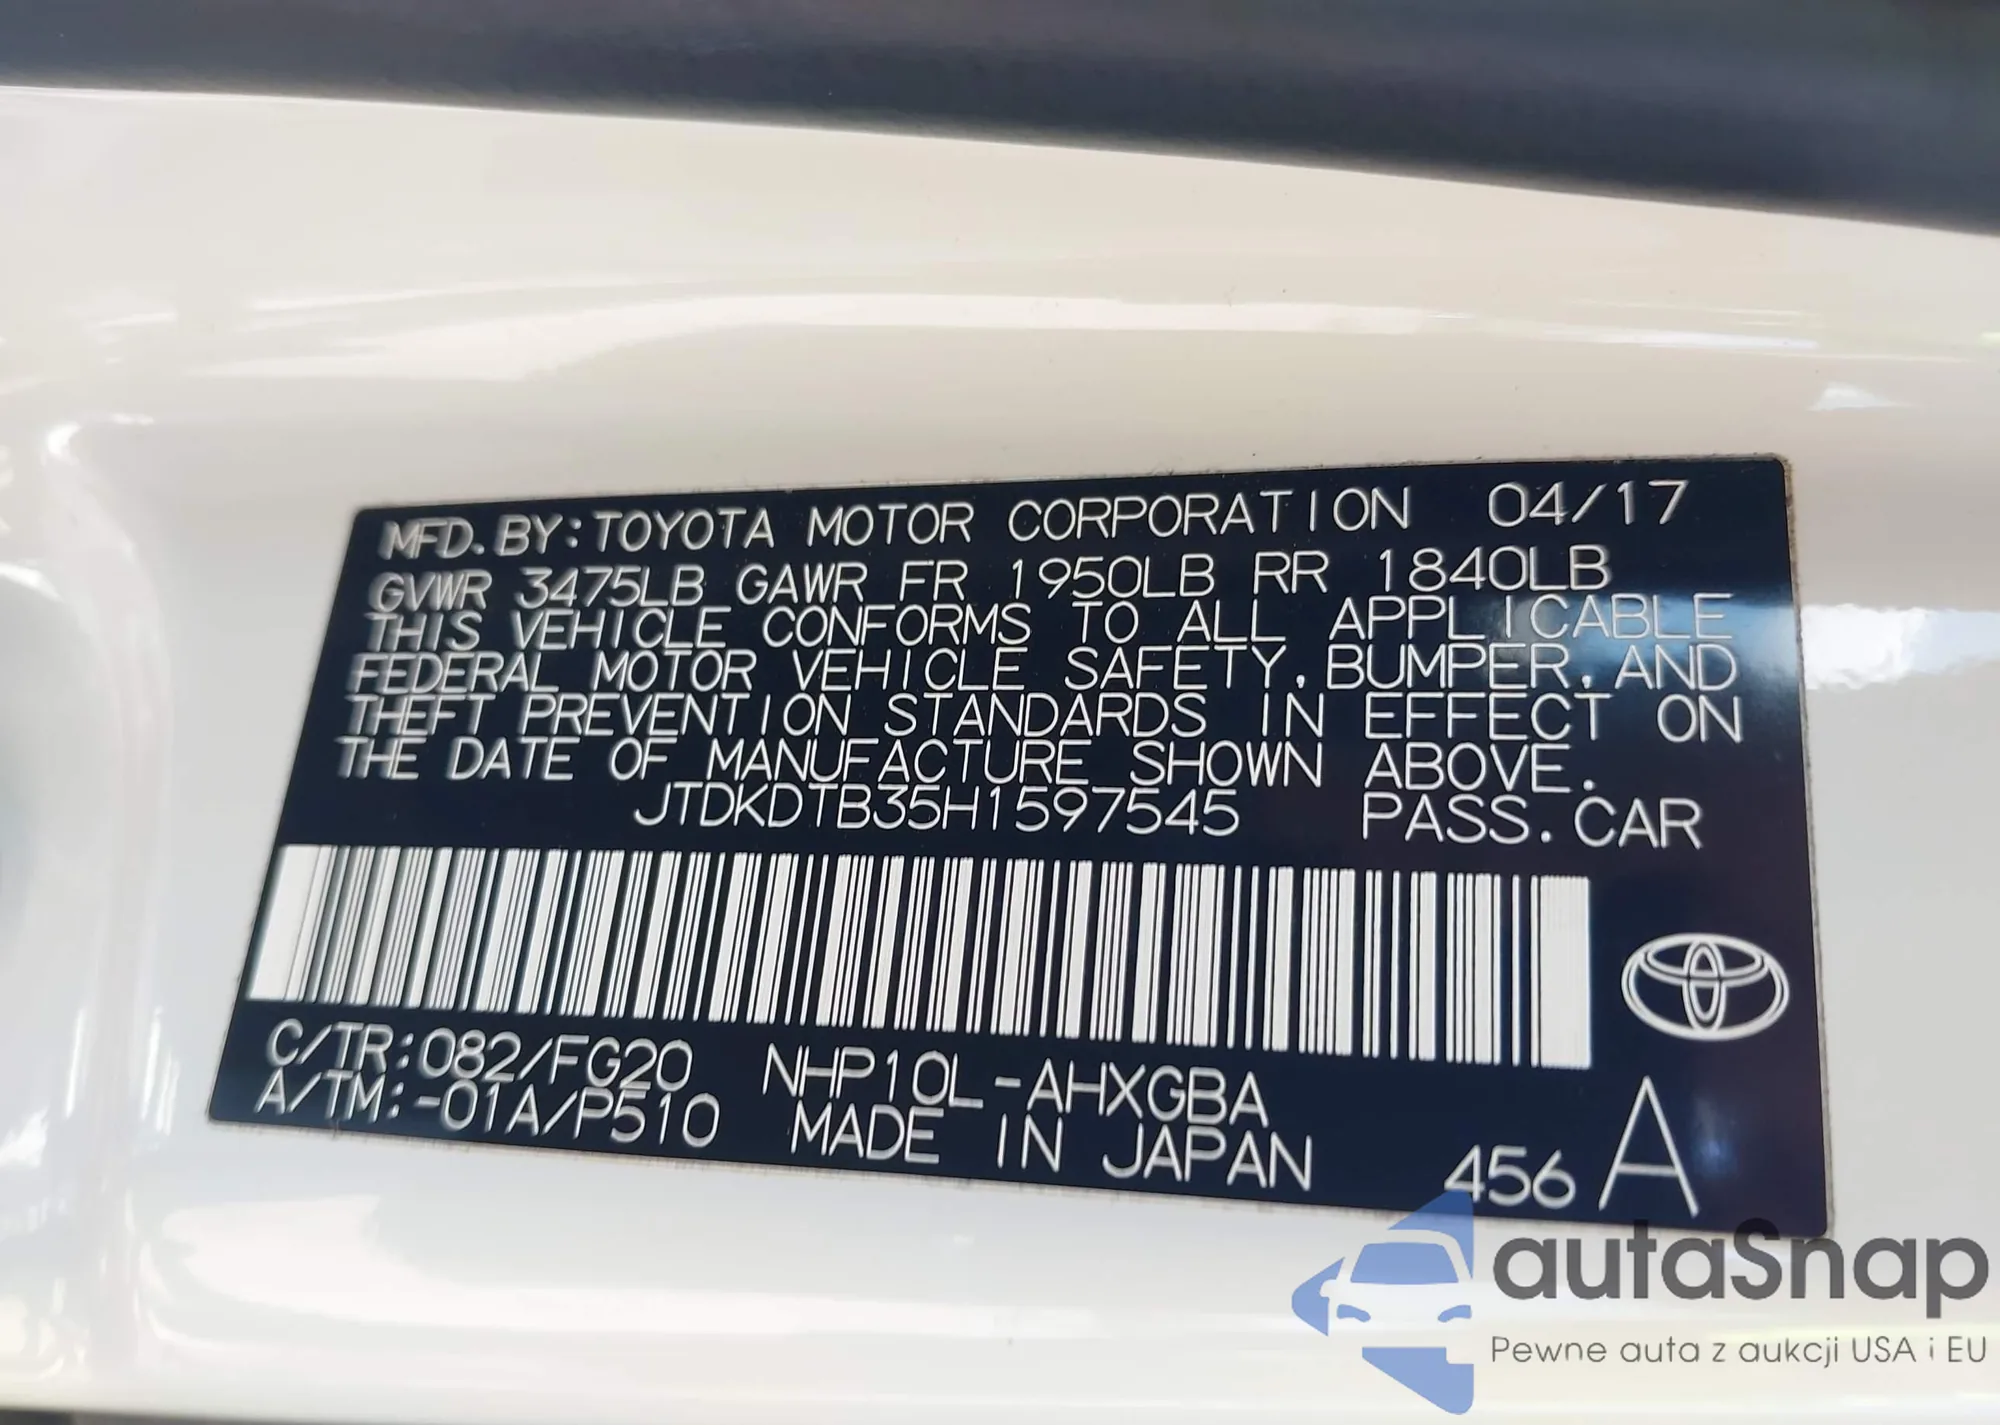 MFD. BY: TOYOTA MOTOR CORPORATION 04/17
GVWR 3475LB GAWR FR 1950LB RR 1840LB
THIS VEHICLE CONFORMS TO ALL APPLICABLE
FEDERAL MOTOR VEHICLE SAFETY, BUMPER, AND
THEFT PREVENTION STANDARDS IN EFFECT ON
THE DATE OF MANUFACTURE SHOWN ABOVE.
JTDKDTB35H1597545 PASS. CAR
C/TR:082/FG20 NHP10L-AHXGBA
A/TM:-01A/P510 MADE IN JAPAN 456 A
autaSnap
Pewne auta z aukcji USA i EU